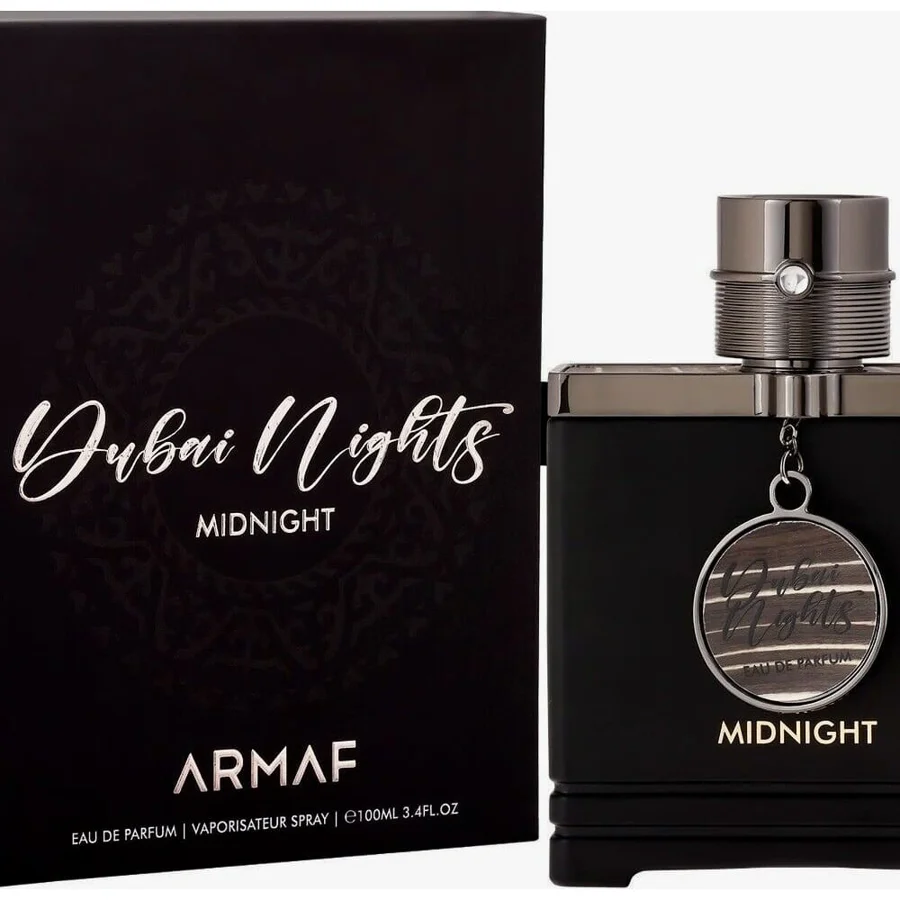 Dubai Nights
MIDNIGHT
ARMAF
EAU DE PARFUM | VAPORISATEUR SPRAY | ℮100ML 3.4FL.OZ
Dubai
Nights
EAU DE PARFUM
MIDNIGHT